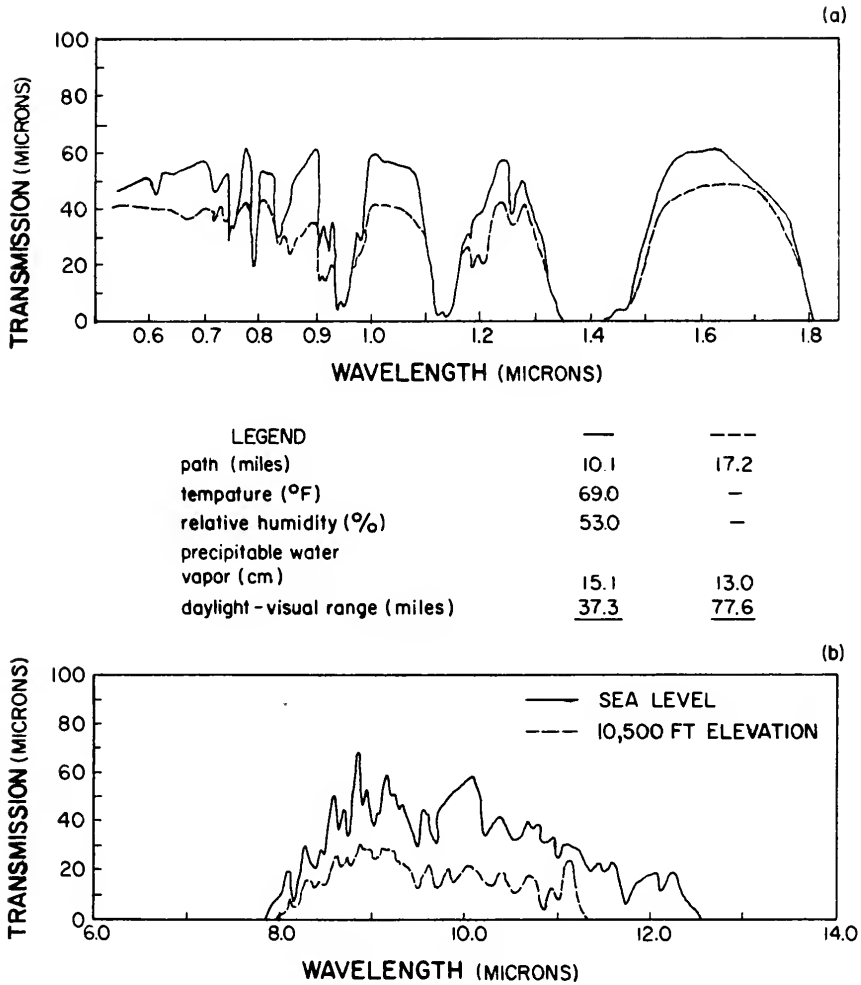 (a)
TRANSMISSION (MICRONS)
100
80
60
40
20
0
0.6 0.7 0.8 0.9 1.0 1.2 1.4 1.6 1.8
WAVELENGTH (MICRONS)
LEGEND — ----
path (miles) 10.1 17.2
tempature (°F) 69.0 –
relative humidity (%) 53.0 –
precipitable water
vapor (cm) 15.1 13.0
daylight-visual range (miles) 37.3 77.6
(b)
TRANSMISSION (MICRONS)
100
80
60
40
20
0
SEA LEVEL
10,500 FT ELEVATION
6.0 8.0 10.0 12.0 14.0
WAVELENGTH (MICRONS)